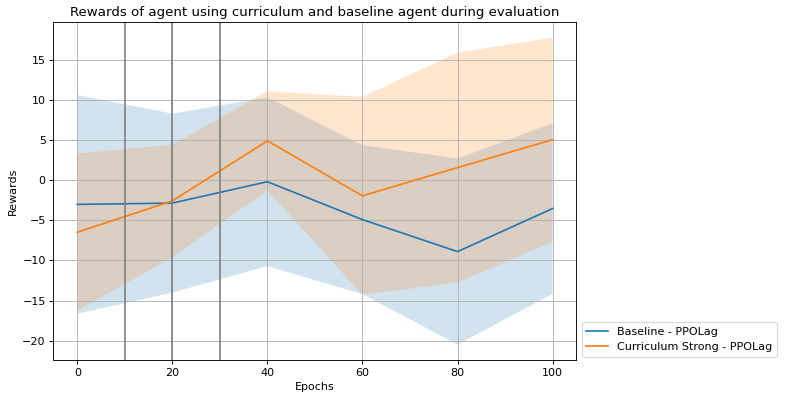 Rewards of agent using curriculum and baseline agent during evaluation
15
10
5
0
−5
−10
−15
−20
Rewards
0 20 40 60 80 100
Epochs
Baseline - PPOLag
Curriculum Strong - PPOLag